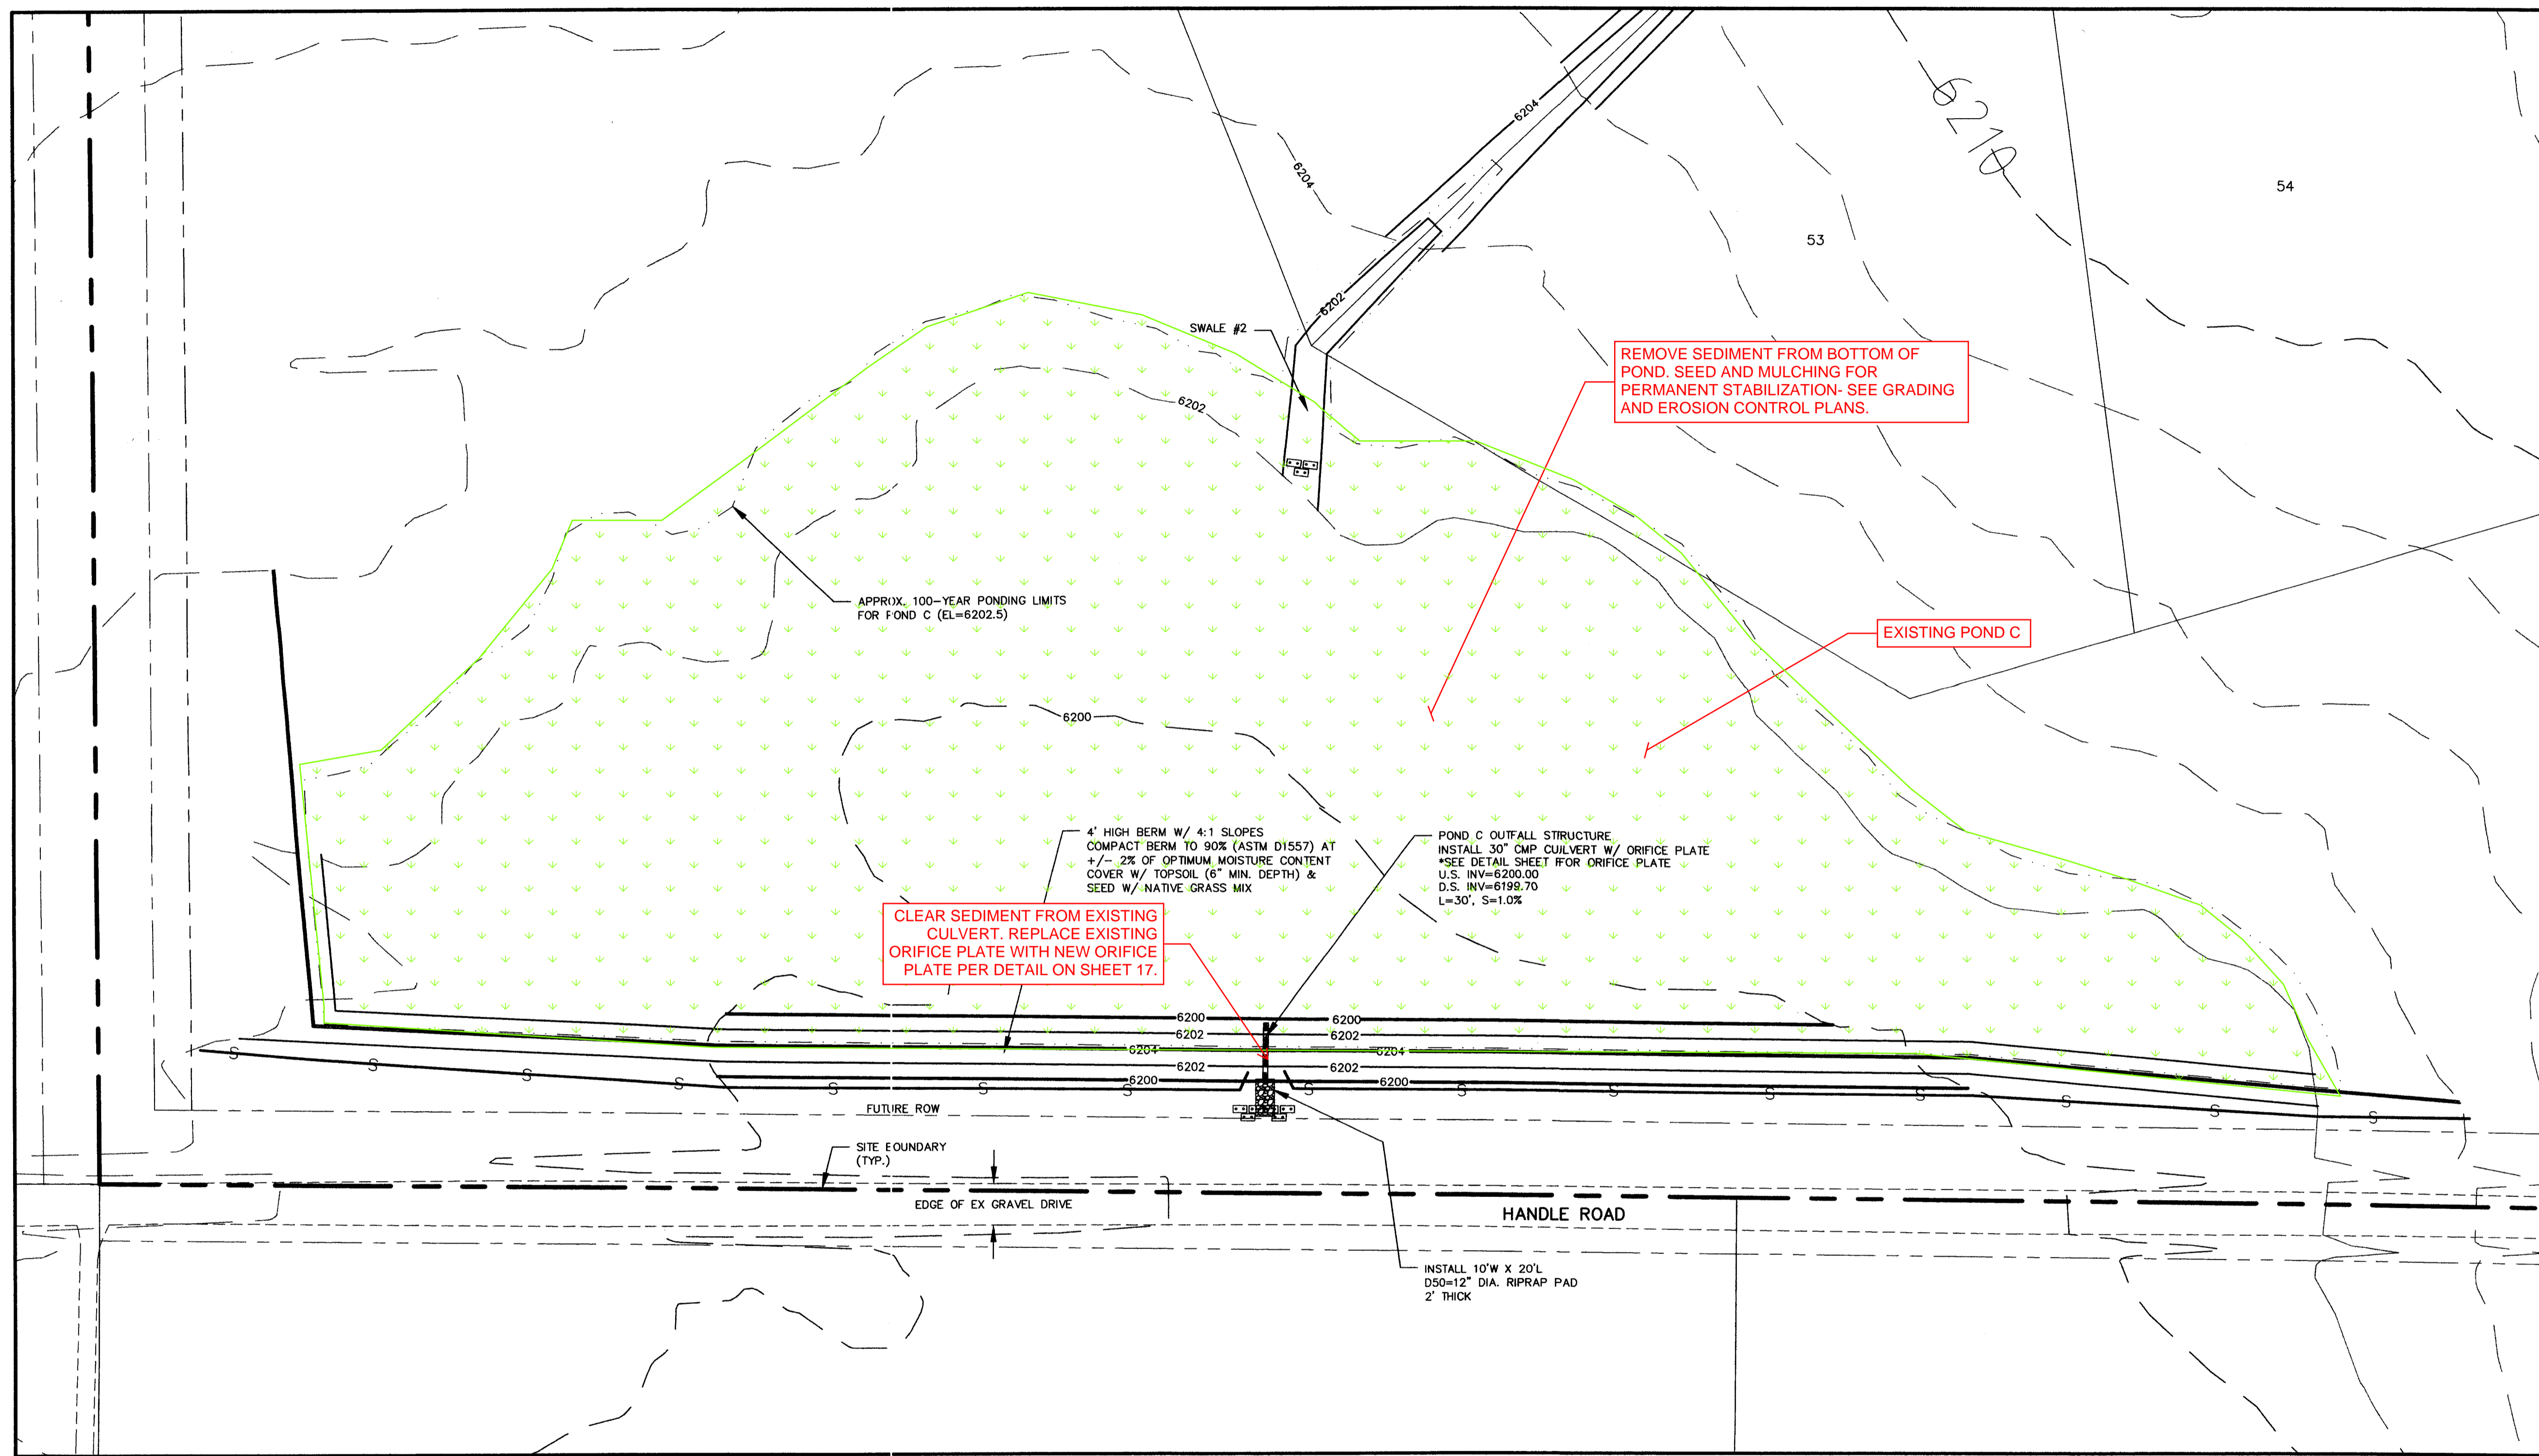 6210
54
53
6204
6204
6202
SWALE #2
REMOVE SEDIMENT FROM BOTTOM OF
POND. SEED AND MULCHING FOR
PERMANENT STABILIZATION- SEE GRADING
AND EROSION CONTROL PLANS.
6202
APPROX. 100-YEAR PONDING LIMITS
FOR POND C (EL=6202.5)
EXISTING POND C
6200
4' HIGH BERM W/ 4:1 SLOPES
COMPACT BERM TO 90% (ASTM D1557) AT
+/- 2% OF OPTIMUM MOISTURE CONTENT
COVER W/ TOPSOIL (6" MIN. DEPTH) &
SEED W/ NATIVE GRASS MIX
POND C OUTFALL STRUCTURE
INSTALL 30" CMP CUILVERT W/ ORIFICE PLATE
*SEE DETAIL SHEET FFOR ORIFICE PLATE
U.S. INV=6200.00
D.S. INV=6199.70
L=30', S=1.0%
CLEAR SEDIMENT FROM EXISTING
CULVERT. REPLACE EXISTING
ORIFICE PLATE WITH NEW ORIFICE
PLATE PER DETAIL ON SHEET 17.
6200 6200
6202 6202
6204 6204
6202 6202
6200 6200
S S S S S S S S S S S S S S S
FUTURE ROW
SITE BOUNDARY
(TYP.)
EDGE OF EX GRAVEL DRIVE
HANDLE ROAD
INSTALL 10'W X 20'L
D50=12" DIA. RIPRAP PAD
2' THICK